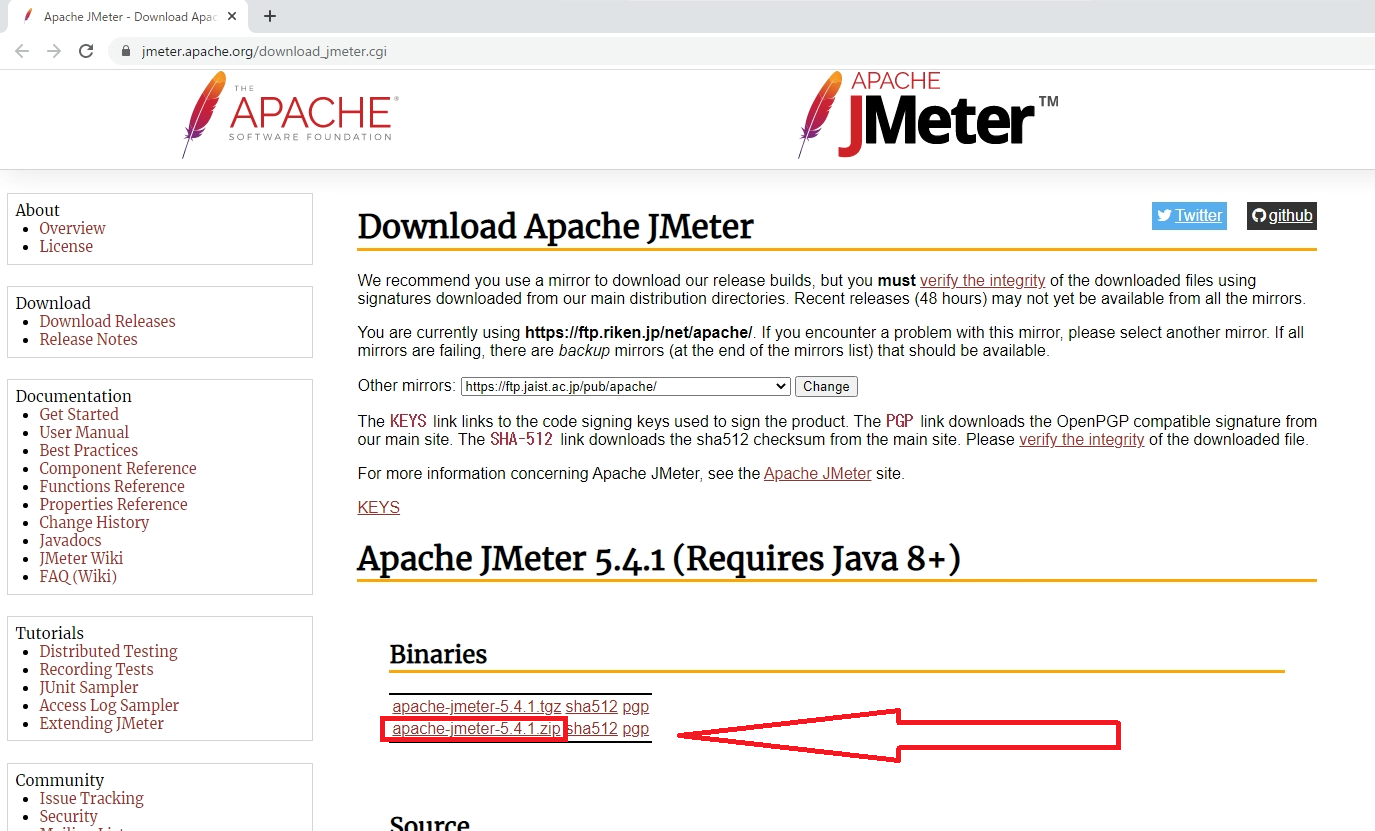 Apache JMeter - Download Apac
jmeter.apache.org/download_jmeter.cgi
THE
APACHE®
SOFTWARE FOUNDATION
APACHE
JMeter™
About
Overview
License
Download
Download Releases
Release Notes
Documentation
Get Started
User Manual
Best Practices
Component Reference
Functions Reference
Properties Reference
Change History
Javadocs
JMeter Wiki
FAQ (Wiki)
Tutorials
Distributed Testing
Recording Tests
JUnit Sampler
Access Log Sampler
Extending JMeter
Community
Issue Tracking
Security
Twitter
github
Download Apache JMeter
We recommend you use a mirror to download our release builds, but you must verify the integrity of the downloaded files using
signatures downloaded from our main distribution directories. Recent releases (48 hours) may not yet be available from all the mirrors.
You are currently using https://ftp.riken.jp/net/apache/. If you encounter a problem with this mirror, please select another mirror. If all
mirrors are failing, there are backup mirrors (at the end of the mirrors list) that should be available.
Other mirrors: https://ftp.jaist.ac.jp/pub/apache/ Change
The KEYS link links to the code signing keys used to sign the product. The PGP link downloads the OpenPGP compatible signature from
our main site. The SHA-512 link downloads the sha512 checksum from the main site. Please verify the integrity of the downloaded file.
For more information concerning Apache JMeter, see the Apache JMeter site.
KEYS
Apache JMeter 5.4.1 (Requires Java 8+)
Binaries
apache-jmeter-5.4.1.tgz sha512 pgp
apache-jmeter-5.4.1.zip sha512 pgp
Source